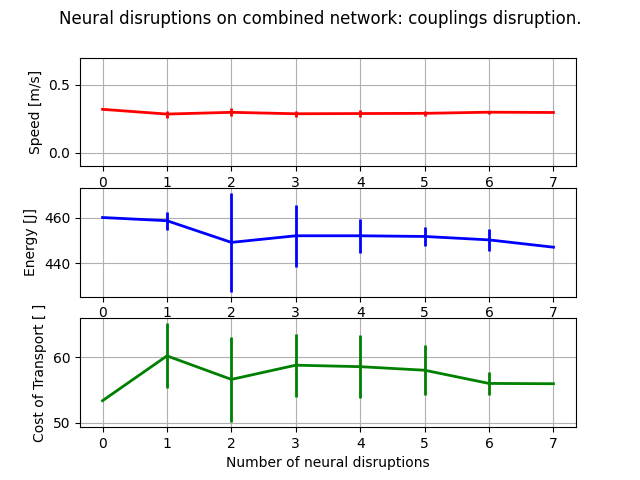 Neural disruptions on combined network: couplings disruption.
Speed [m/s]
0.5
0.0
0 1 2 3 4 5 6 7
Energy [J]
460
440
0 1 2 3 4 5 6 7
Cost of Transport [ ]
60
50
0 1 2 3 4 5 6 7
Number of neural disruptions